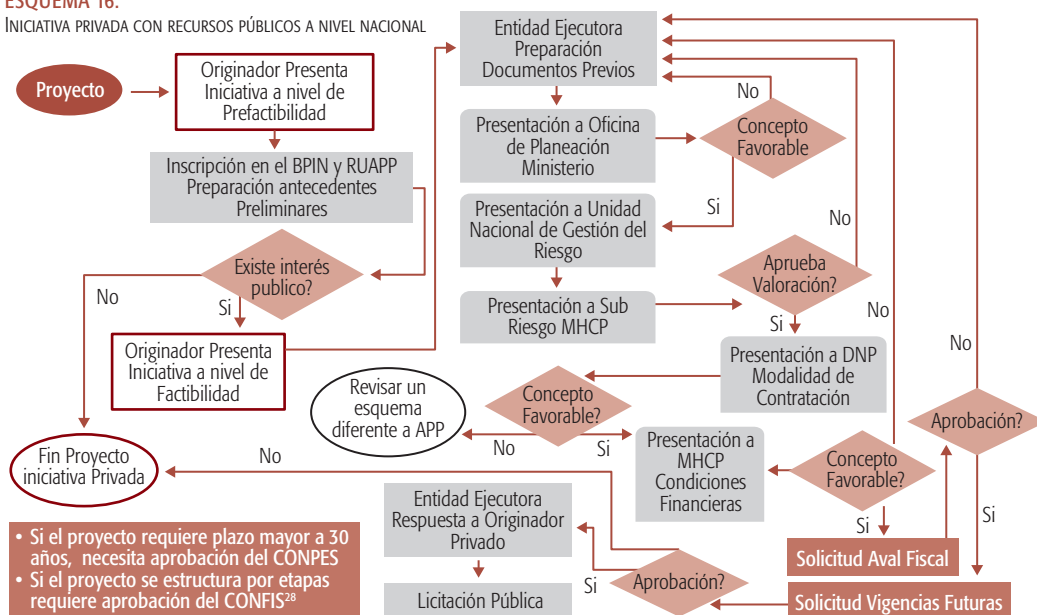 ESQUEMA 16.
INICIATIVA PRIVADA CON RECURSOS PÚBLICOS A NIVEL NACIONAL
Proyecto
Originador Presenta
Iniciativa a nivel de
Prefactibilidad
Inscripción en el BPIN y RUAPP
Preparación antecedentes
Preliminares
Existe interés
publico?
No
Si
Originador Presenta
Iniciativa a nivel de
Factibilidad
Fin Proyecto
iniciativa Privada
Entidad Ejecutora
Preparación
Documentos Previos
Presentación a Oficina
de Planeación
Ministerio
Concepto
Favorable
No
Si
Presentación a Unidad
Nacional de Gestión del
Riesgo
Presentación a Sub
Riesgo MHCP
Aprueba
Valoración?
No
Si
Presentación a DNP
Modalidad de
Contratación
Concepto
Favorable?
No
Si
Revisar un
esquema
diferente a APP
Presentación a
MHCP
Condiciones
Financieras
Concepto
Favorable?
No
Si
Solicitud Aval Fiscal
Aprobación?
No
Si
Solicitud Vigencias Futuras
Aprobación?
No
Si
Entidad Ejecutora
Respuesta a Originador
Privado
Licitación Pública
• Si el proyecto requiere plazo mayor a 30
años, necesita aprobación del CONPES
• Si el proyecto se estructura por etapas
requiere aprobación del CONFIS28